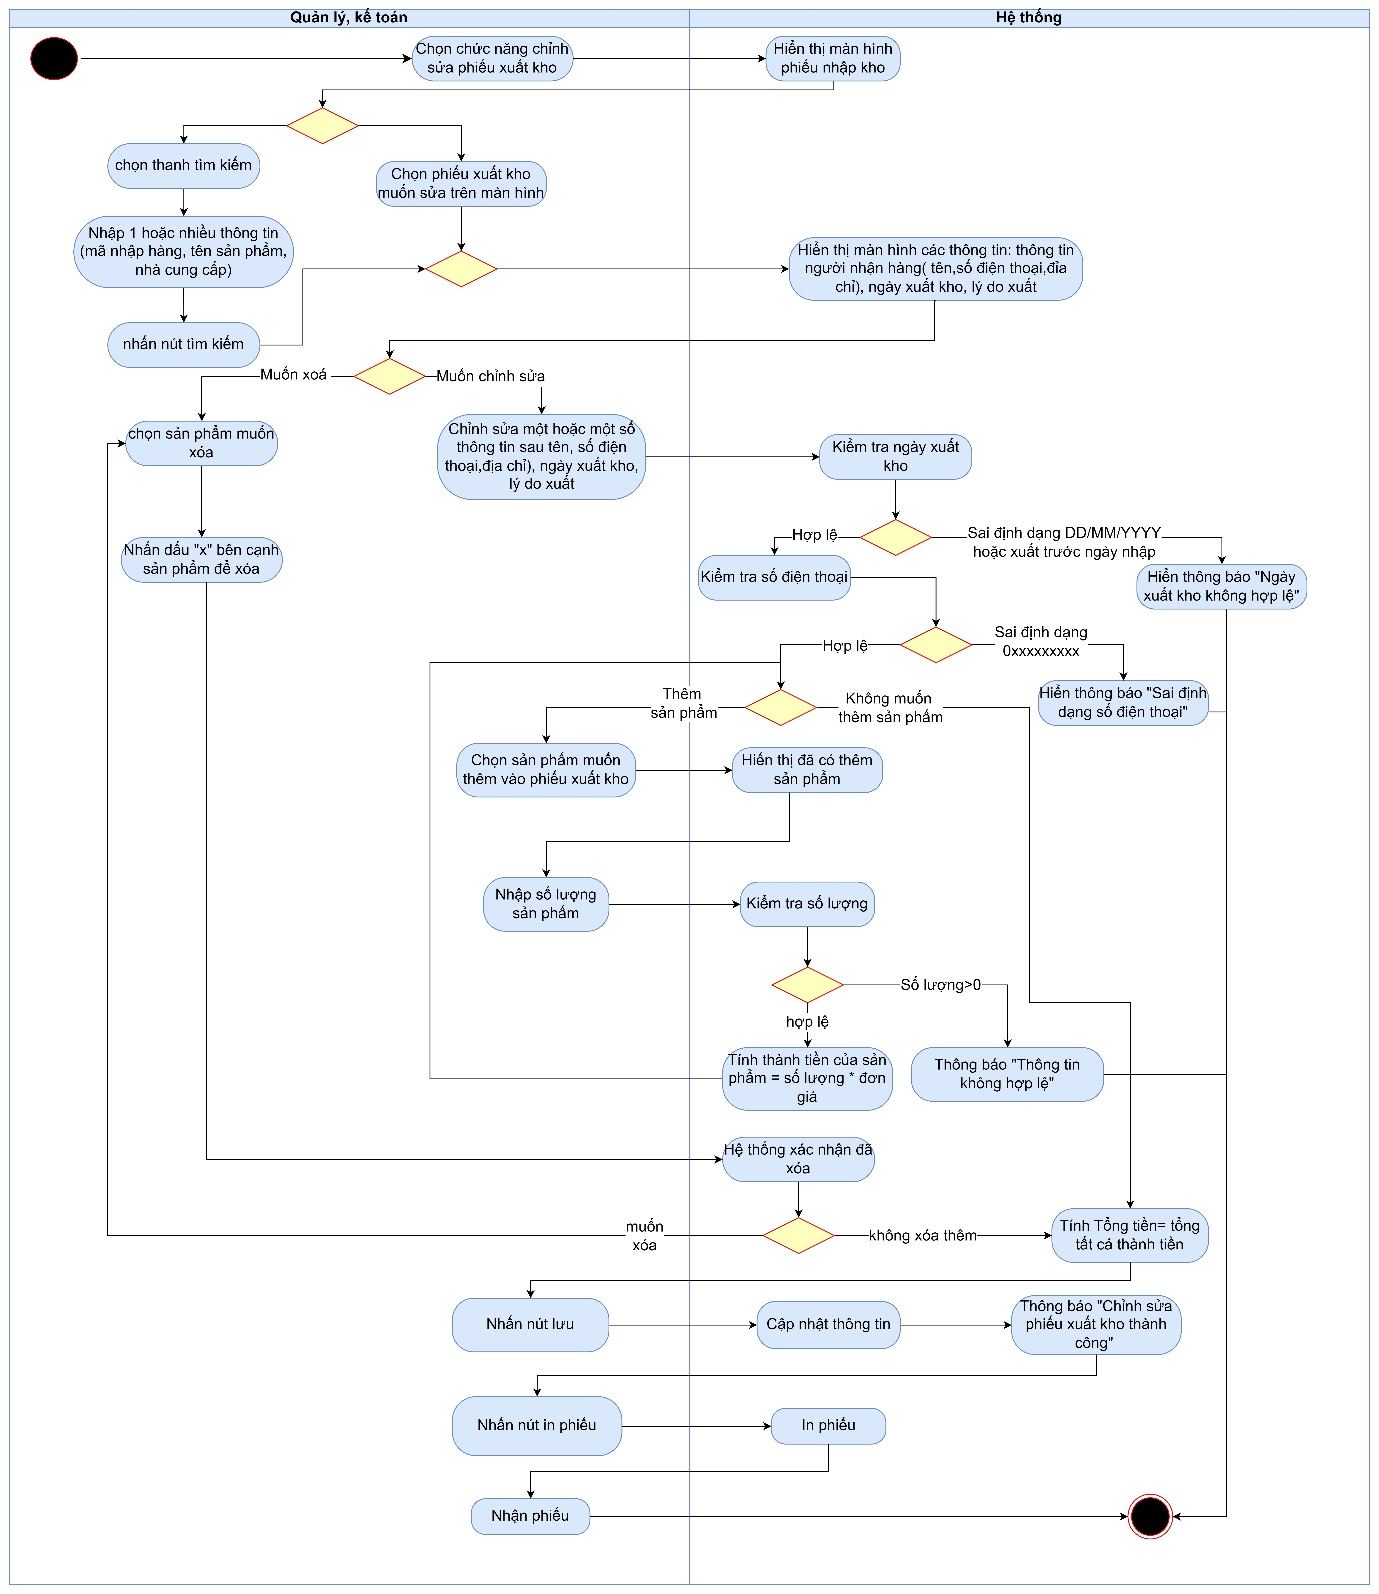 Quản lý, kế toán
Hệ thống
Chọn chức năng chỉnh
sửa phiếu xuất kho
Hiển thị màn hình
phiếu nhập kho
chọn thanh tìm kiếm
Chọn phiếu xuất kho
muốn sửa trên màn hình
Nhập 1 hoặc nhiều thông tin
(mã nhập hàng, tên sản phẩm,
nhà cung cấp)
Hiển thị màn hình các thông tin: thông tin
người nhận hàng( tên,số điện thoại,địa
chỉ), ngày xuất kho, lý do xuất
nhấn nút tìm kiếm
Muốn xoá
Muốn chỉnh sửa
chọn sản phẩm muốn
xóa
Chỉnh sửa một hoặc một số
thông tin sau tên, số điện
thoại,địa chỉ), ngày xuất kho,
lý do xuất
Kiểm tra ngày xuất
kho
Hợp lệ
Sai định dạng DD/MM/YYYY
hoặc xuất trước ngày nhập
Nhấn dấu "x" bên cạnh
sản phẩm để xóa
Kiểm tra số điện thoại
Hiển thông báo "Ngày
xuất kho không hợp lệ"
Hợp lệ
Sai định dạng
0xxxxxxxxx
Thêm
sản phẩm
Không muốn
thêm sản phẩm
Hiển thông báo "Sai định
dạng số điện thoại"
Chọn sản phẩm muốn
thêm vào phiếu xuất kho
Hiển thị đã có thêm
sản phẩm
Nhập số lượng
sản phẩm
Kiểm tra số lượng
Số lượng>0
hợp lệ
Tính thành tiền của sản
phẩm = số lượng * đơn
giá
Thông báo "Thông tin
không hợp lệ"
Hệ thống xác nhận đã
xóa
muốn
xóa
không xóa thêm
Tính Tổng tiền= tổng
tất cả thành tiền
Nhấn nút lưu
Cập nhật thông tin
Thông báo "Chỉnh sửa
phiếu xuất kho thành
công"
Nhấn nút in phiếu
In phiếu
Nhận phiếu